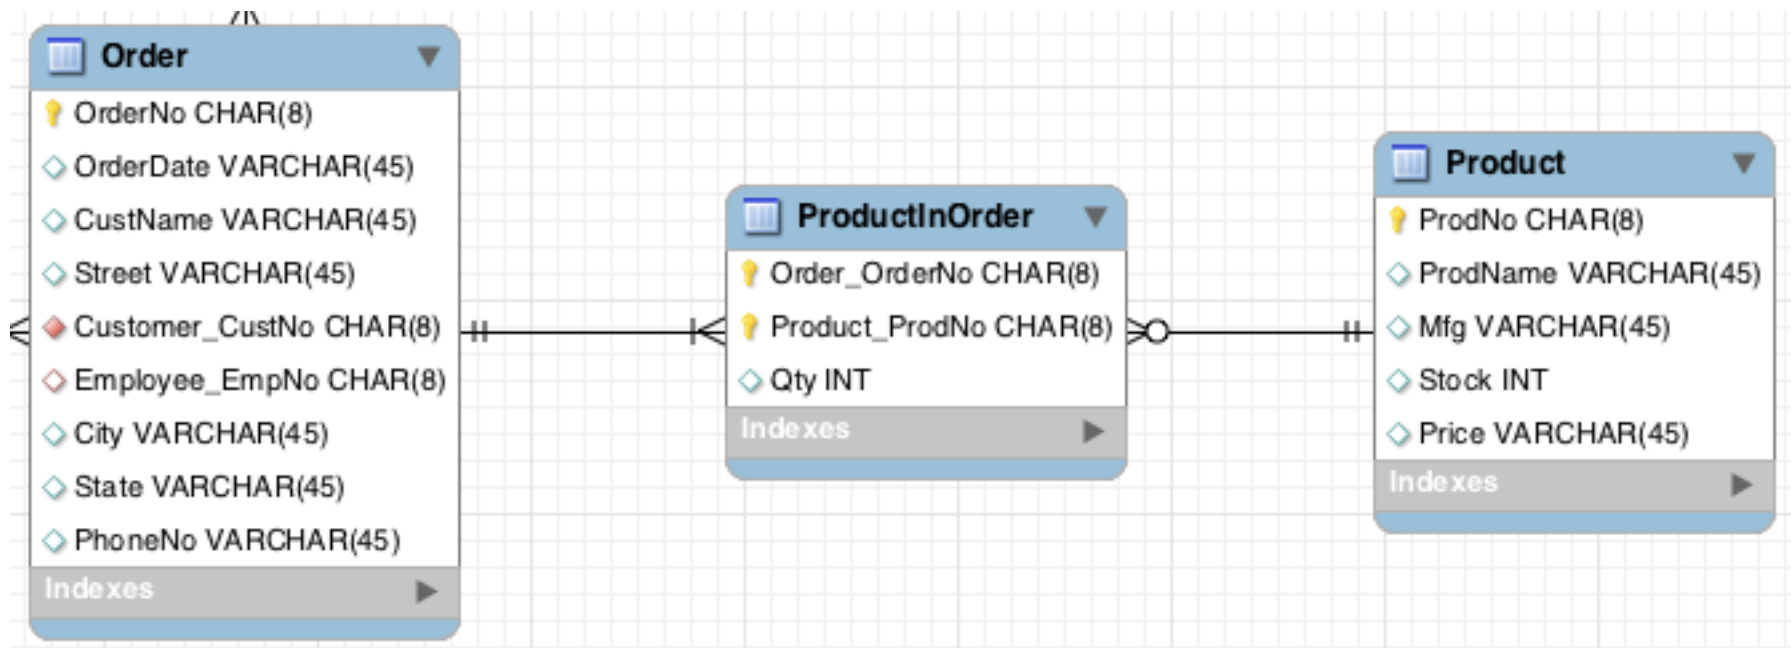 Order
OrderNo CHAR(8)
OrderDate VARCHAR(45)
CustName VARCHAR(45)
Street VARCHAR(45)
Customer_CustNo CHAR(8)
Employee_EmpNo CHAR(8)
City VARCHAR(45)
State VARCHAR(45)
PhoneNo VARCHAR(45)
Indexes
ProductInOrder
Order_OrderNo CHAR(8)
Product_ProdNo CHAR(8)
Qty INT
Indexes
Product
ProdNo CHAR(8)
ProdName VARCHAR(45)
Mfg VARCHAR(45)
Stock INT
Price VARCHAR(45)
Indexes